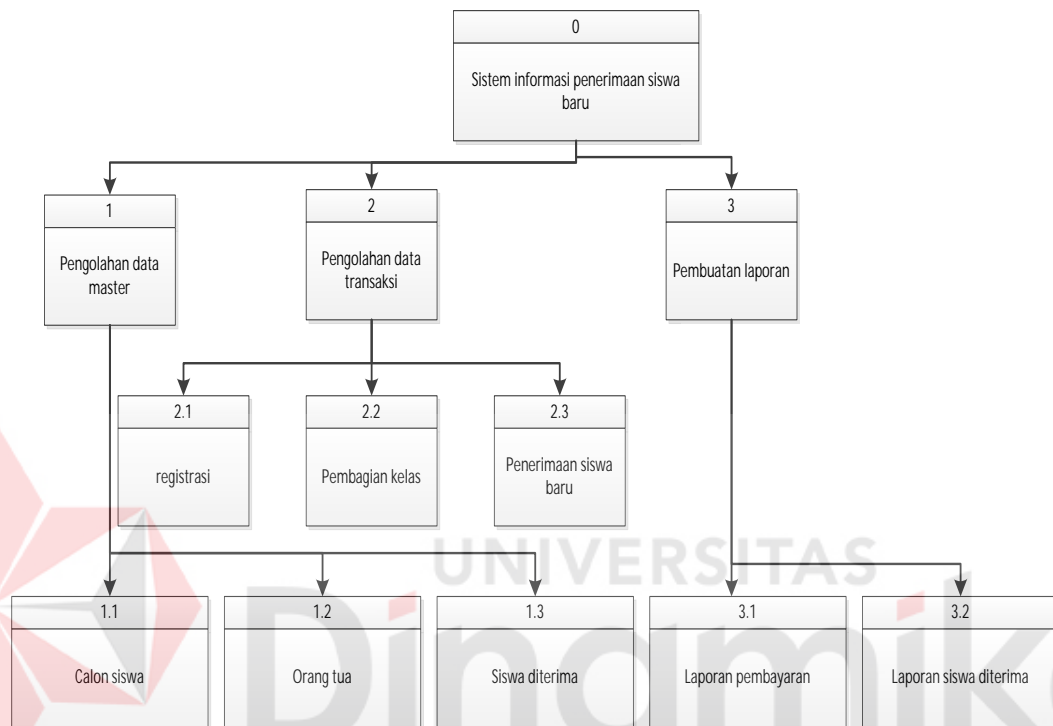 0
Sistem informasi penerimaan siswa
baru
1
Pengolahan data
master
2
Pengolahan data
transaksi
3
Pembuatan laporan
2.1
registrasi
2.2
Pembagian kelas
2.3
Penerimaan siswa
baru
UNIVERSITAS
Dinamik
1.1
Calon siswa
1.2
Orang tua
1.3
Siswa diterima
3.1
Laporan pembayaran
3.2
Laporan siswa diterima